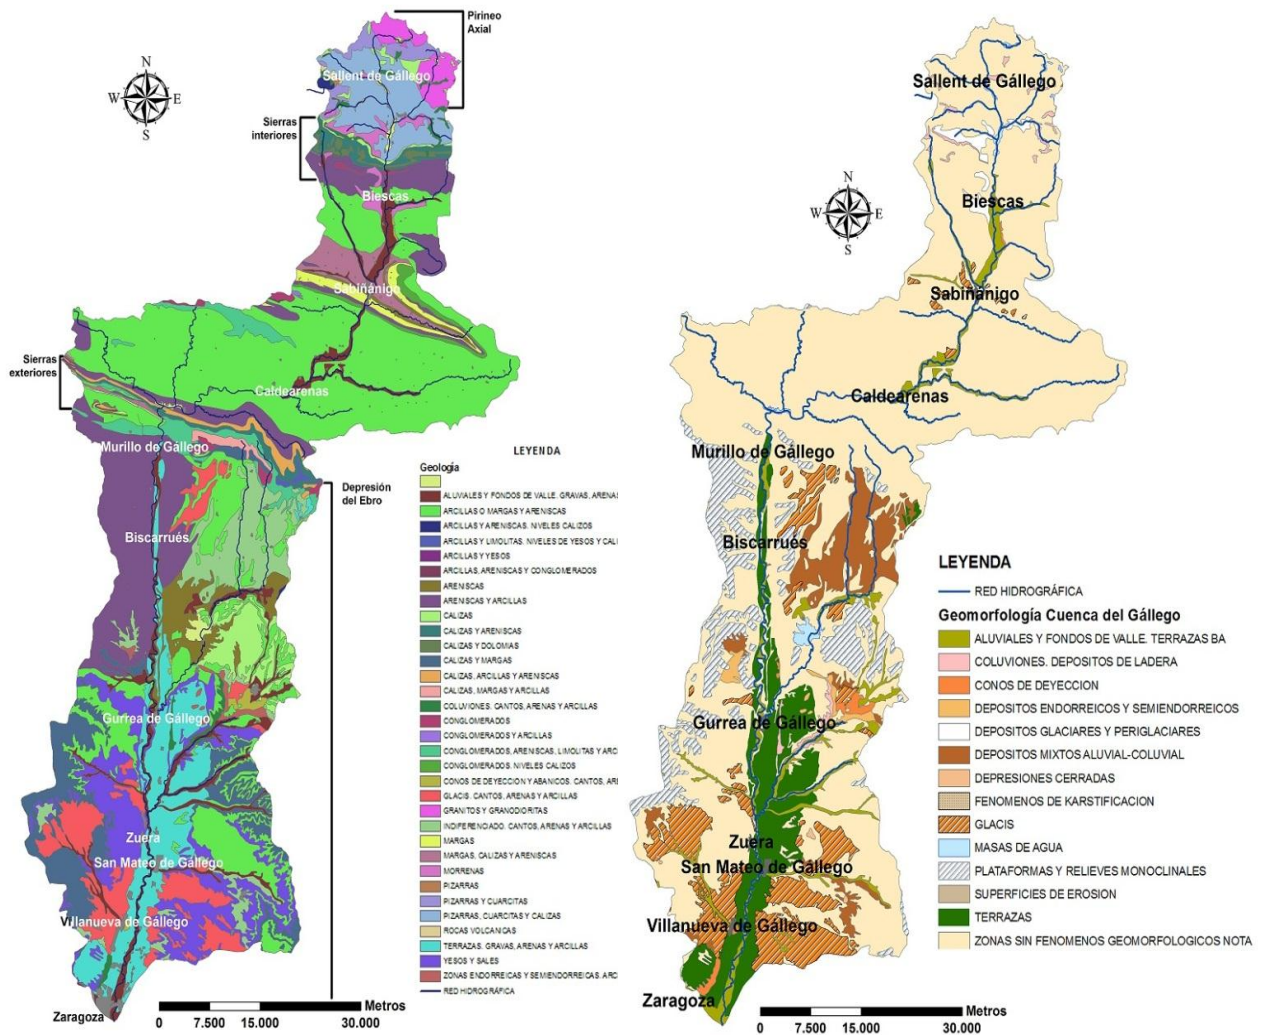 Pirineo
Axial
N
W
E
S
Sallent de Gállego
Sierras
interiores
Biescas
Sabiñánigo
Sierras
exteriores
Caldearenas
Murillo de Gállego
Depresión
del Ebro
Biscarrués
Gurrea de Gállego
Zuera
San Mateo de Gállego
Villanueva de Gállego
Zaragoza
0 7.500 15.000 30.000
Metros
LEYENDA
Geología
ALUVIALES Y FONDOS DE VALLE. GRAVAS, ARENAS
ARCILLAS O MARGAS Y ARENISCAS
ARCILLAS Y ARENISCAS. NIVELES CALIZOS
ARCILLAS Y LIMOLITAS. NIVELES DE YESOS Y CALI
ARCILLAS Y YESOS
ARCILLAS, ARENISCAS Y CONGLOMERADOS
ARENISCAS
ARENISCAS Y ARCILLAS
CALIZAS
CALIZAS Y ARENISCAS
CALIZAS Y DOLOMIAS
CALIZAS Y MARGAS
CALIZAS, ARCILLAS Y ARENISCAS
CALIZAS, MARGAS Y ARCILLAS
COLUVIONES. CANTOS, ARENAS Y ARCILLAS
CONGLOMERADOS
CONGLOMERADOS Y ARCILLAS
CONGLOMERADOS, ARENISCAS, LIMOLITAS Y ARC
CONGLOMERADOS. NIVELES CALIZOS
CONOS DE DEYECCION Y ABANICOS. CANTOS, ARE
GLACIS. CANTOS, ARENAS Y ARCILLAS
GRANITOS Y GRANODIORITAS
INDIFERENCIADO. CANTOS, ARENAS Y ARCILLAS
MARGAS
MARGAS, CALIZAS Y ARENISCAS
MORRENAS
PIZARRAS
PIZARRAS Y CUARCITAS
PIZARRAS, CUARCITAS Y CALIZAS
ROCAS VOLCANICAS
TERRAZAS. GRAVAS, ARENAS Y ARCILLAS
YESOS Y SALES
ZONAS ENDORREICAS Y SEMIENDORREICAS. ARC
RED HIDROGRÁFICA
Sallent de Gállego
N
W
E
S
Biescas
Sabiñánigo
Caldearenas
Murillo de Gállego
Biscarrués
Gurrea de Gállego
Zuera
San Mateo de Gállego
Villanueva de Gállego
Zaragoza
0 7.500 15.000 30.000
Metros
LEYENDA
RED HIDROGRÁFICA
Geomorfología Cuenca del Gállego
ALUVIALES Y FONDOS DE VALLE. TERRAZAS BA
COLUVIONES. DEPOSITOS DE LADERA
CONOS DE DEYECCION
DEPOSITOS ENDORREICOS Y SEMIENDORREICOS
DEPOSITOS GLACIARES Y PERIGLACIARES
DEPOSITOS MIXTOS ALUVIAL-COLUVIAL
DEPRESIONES CERRADAS
FENOMENOS DE KARSTIFICACION
GLACIS
MASAS DE AGUA
PLATAFORMAS Y RELIEVES MONOCLINALES
SUPERFICIES DE EROSION
TERRAZAS
ZONAS SIN FENOMENOS GEOMORFOLOGICOS NOTA